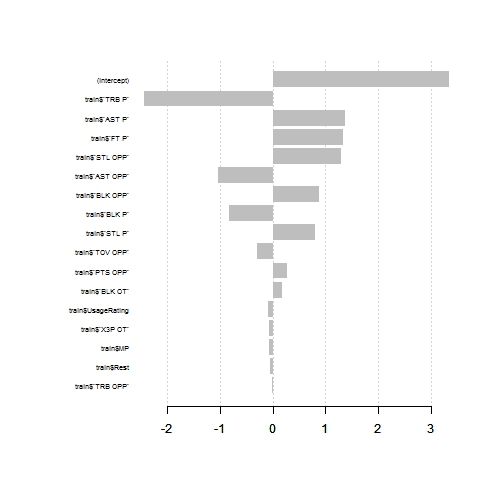 (Intercept)
train$`TRB P`
train$`AST P`
train$`FT P`
train$`STL OPP`
train$`AST OPP`
train$`BLK OPP`
train$`BLK P`
train$`STL P`
train$`TOV OPP`
train$`PTS OPP`
train$`BLK OT`
train$UsageRating
train$`X3P OT`
train$MP
train$Rest
train$`TRB OPP`
-2 -1 0 1 2 3